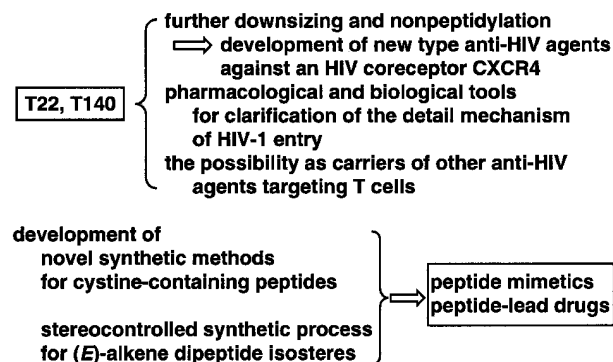 further downsizing and nonpeptidylation
development of new type anti-HIV agents
against an HIV coreceptor CXCR4
T22, T140
pharmacological and biological tools
for clarification of the detail mechanism
of HIV-1 entry
the possibility as carriers of other anti-HIV
agents targeting T cells
development of
novel synthetic methods
for cystine-containing peptides
stereocontrolled synthetic process
for (E)-alkene dipeptide isosteres
peptide mimetics
peptide-lead drugs